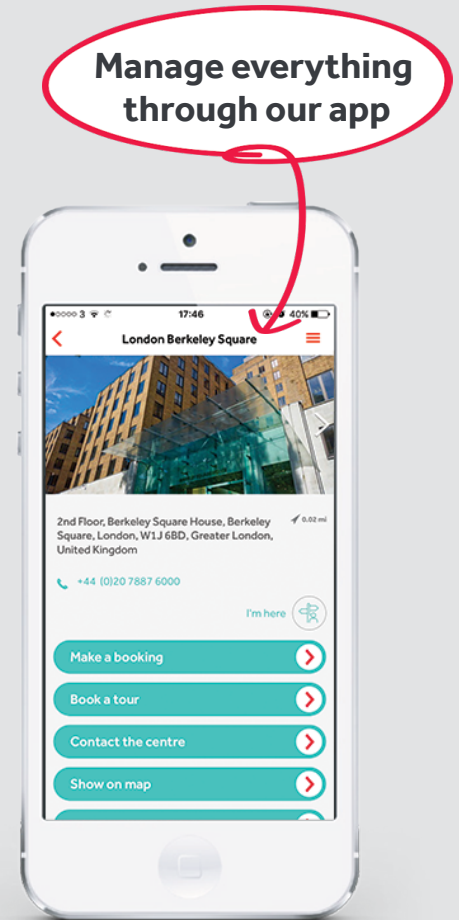 Manage everything
through our app
3 17:46 40%
London Berkeley Square
2nd Floor, Berkeley Square House, Berkeley
Square, London, W1J 6BD, Greater London,
United Kingdom
0.02 mi
+44 (0)20 7887 6000
I'm here
Make a booking
Book a tour
Contact the centre
Show on map